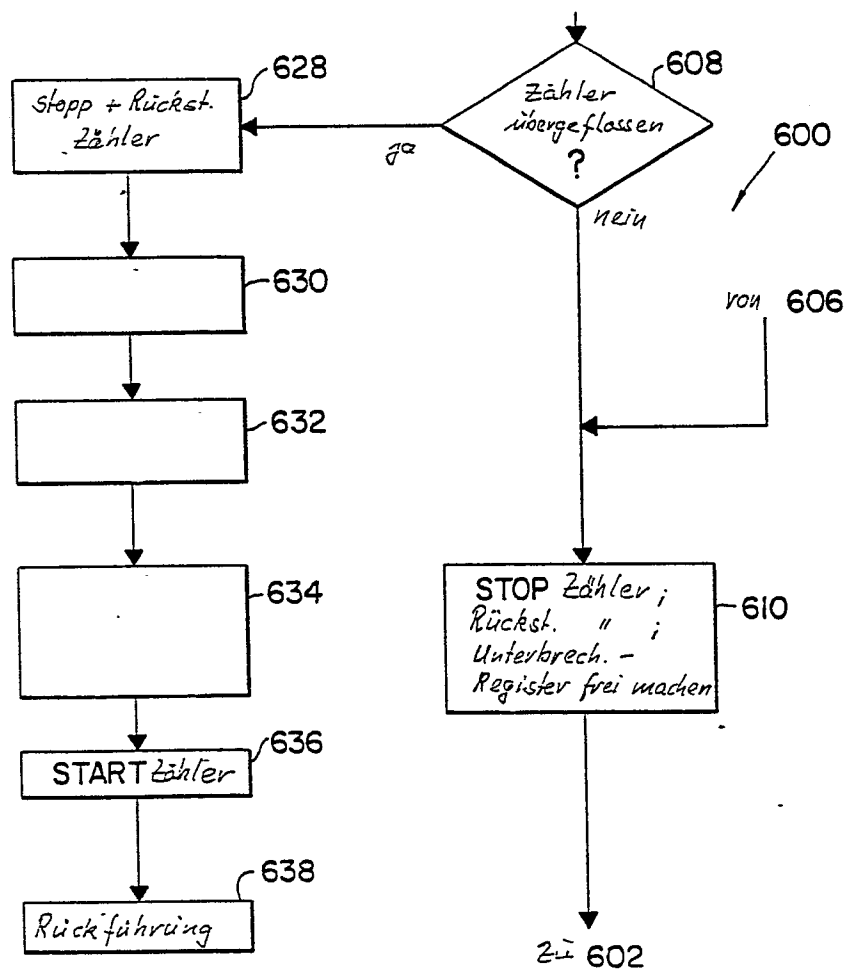 628
Stopp + Rückst.
Zähler
608
Zähler
übergeflossen
?
ja
nein
600
von 606
630
632
634
STOP Zähler ;
Rückst. " ;
Unterbrech. –
Register frei machen
610
636
START Zähler
638
Rückführung
zu 602